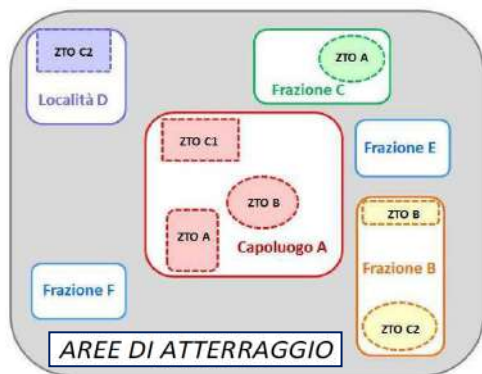 ZTO C2
Località D
ZTO A
Frazione C
ZTO C1
ZTO B
ZTO A
Capoluogo A
Frazione E
ZTO B
Frazione B
ZTO C2
Frazione F
AREE DI ATTERRAGGIO